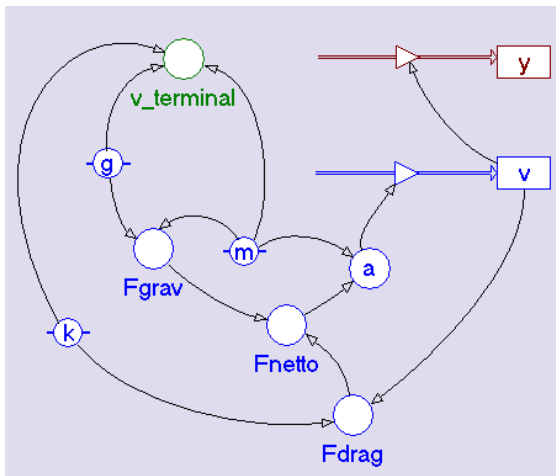 y
v_terminal
g
v
m
a
Fgrav
k
Fnetto
Fdrag